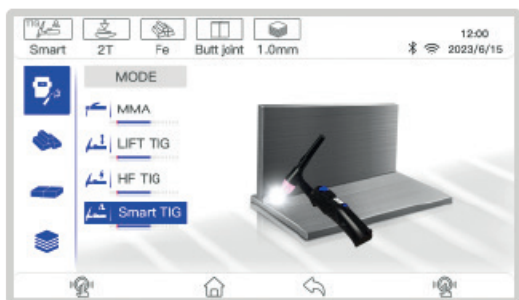 TIG
Smart
2T
Fe
Butt joint
1.0mm
12:00
2023/6/15
MODE
MMA
LIFT TIG
HF TIG
Smart TIG